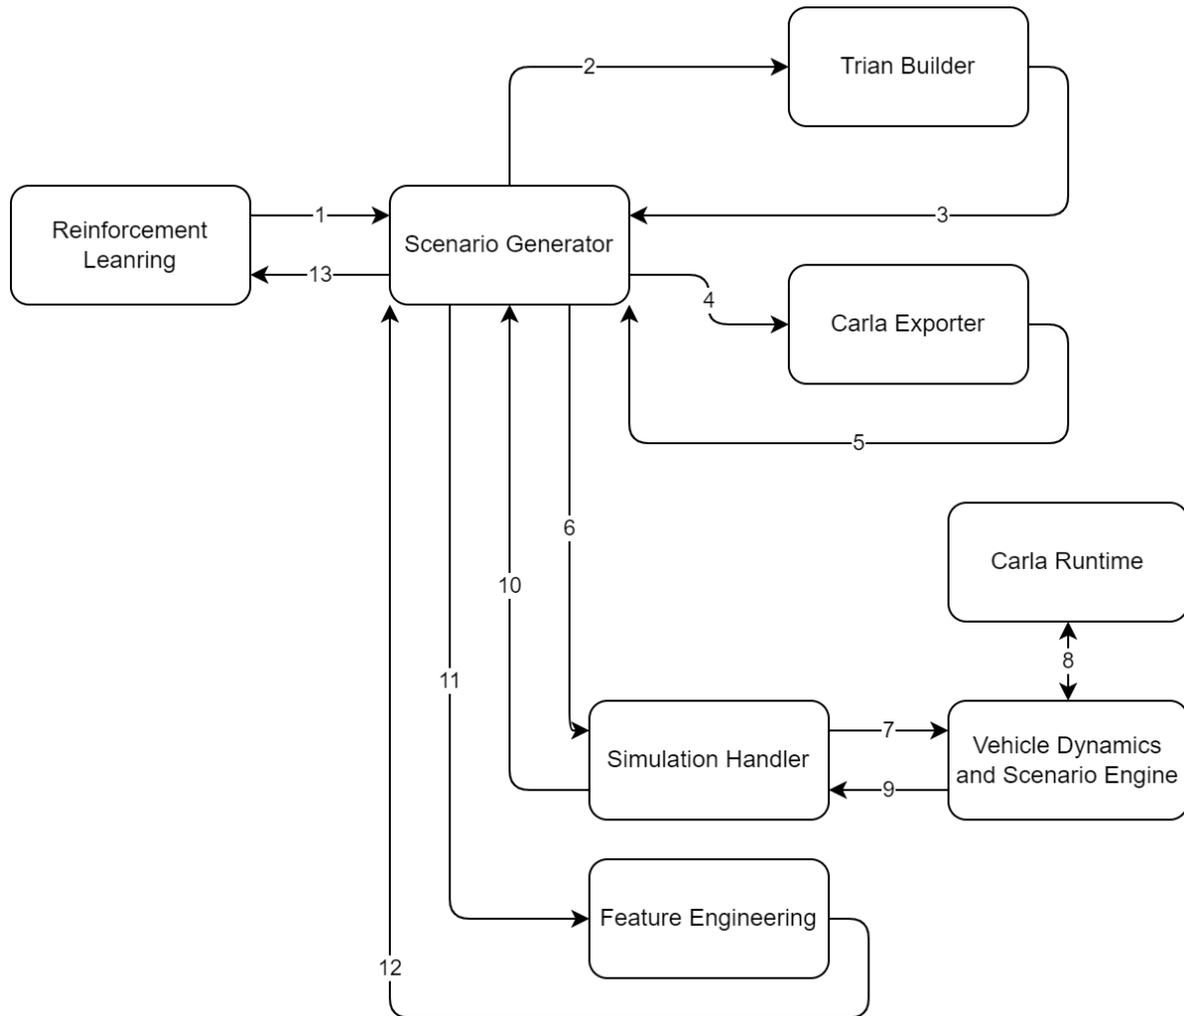 2
Trian Builder
Reinforcement
Leanring
1
13
Scenario Generator
3
4
Carla Exporter
5
6
10
Carla Runtime
8
11
Simulation Handler
7
9
Vehicle Dynamics
and Scenario Engine
Feature Engineering
12